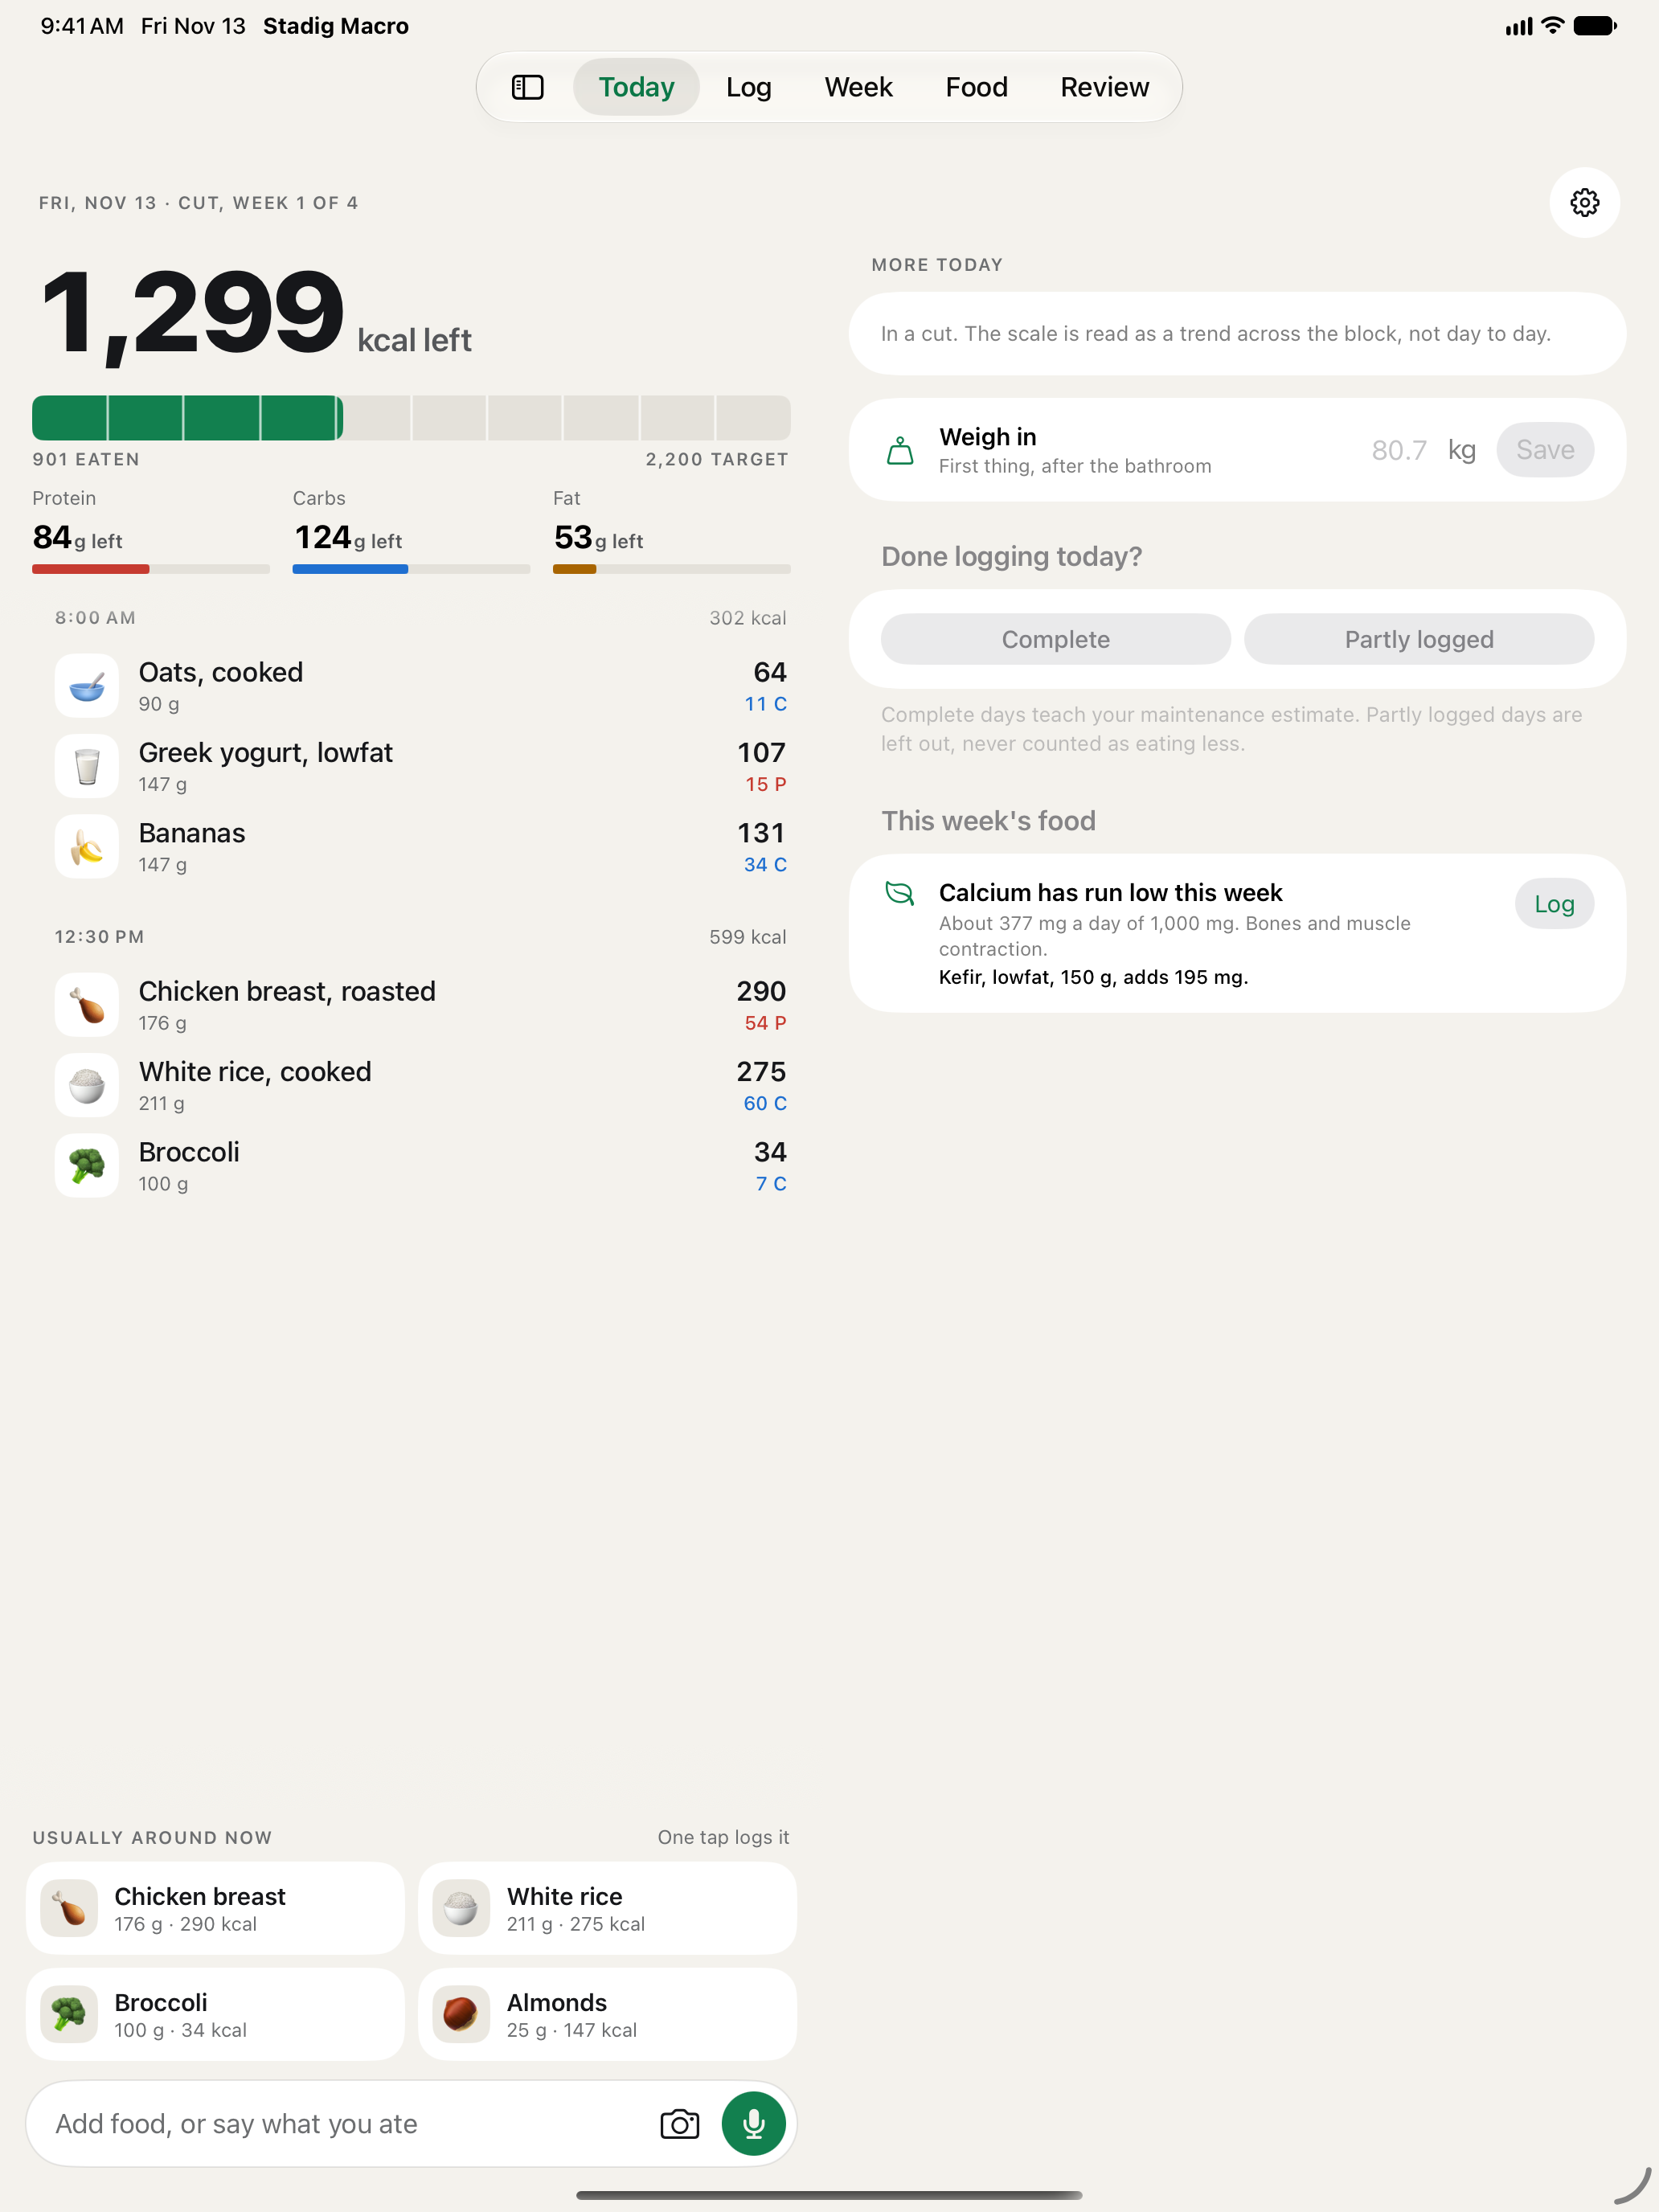 9:41 AM Fri Nov 13 Stadig Macro
Today Log Week Food Review
FRI, NOV 13 · CUT, WEEK 1 OF 4
1,299 kcal left
901 EATEN 2,200 TARGET
Protein Carbs Fat
84g left 124g left 53g left
8:00 AM 302 kcal
Oats, cooked 64
90 g 11 C
Greek yogurt, lowfat 107
147 g 15 P
Bananas 131
147 g 34 C
12:30 PM 599 kcal
Chicken breast, roasted 290
176 g 54 P
White rice, cooked 275
211 g 60 C
Broccoli 34
100 g 7 C
USUALLY AROUND NOW One tap logs it
Chicken breast
176 g · 290 kcal
White rice
211 g · 275 kcal
Broccoli
100 g · 34 kcal
Almonds
25 g · 147 kcal
Add food, or say what you ate
MORE TODAY
In a cut. The scale is read as a trend across the block, not day to day.
Weigh in
First thing, after the bathroom
80.7 kg Save
Done logging today?
Complete Partly logged
Complete days teach your maintenance estimate. Partly logged days are
left out, never counted as eating less.
This week's food
Calcium has run low this week
About 377 mg a day of 1,000 mg. Bones and muscle
contraction.
Kefir, lowfat, 150 g, adds 195 mg.
Log